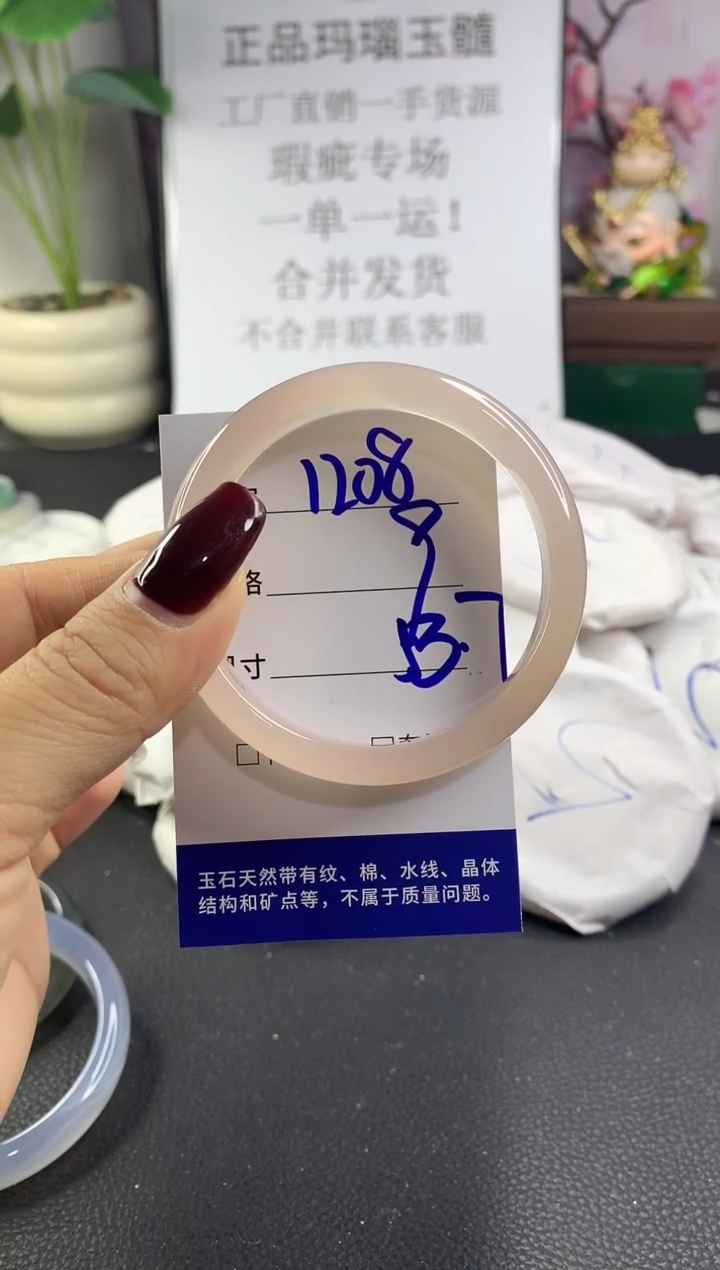 正品玛瑙玉髓
工厂直销一手货源
瑕疵专场
一单一运！
合并发货
不合并联系客服
1208
格
尺寸
玉石天然带有纹、棉、水线、晶体
结构和矿点等，不属于质量问题。